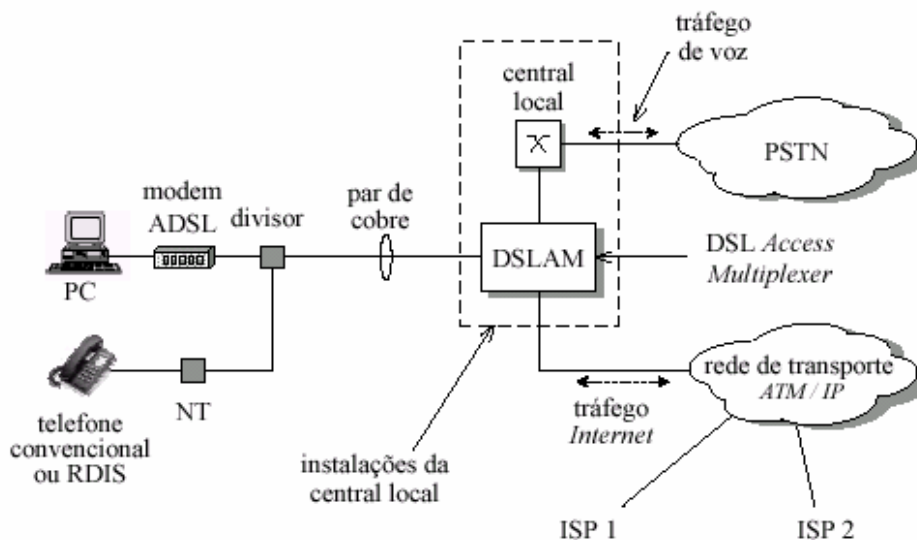 tráfego
de voz
central
local
PSTN
modem
ADSL
divisor
par de
cobre
DSLAM
DSL Access
Multiplexer
PC
rede de transporte
ATM / IP
NT
tráfego
Internet
telefone
convencional
ou RDIS
instalações da
central local
ISP 1
ISP 2